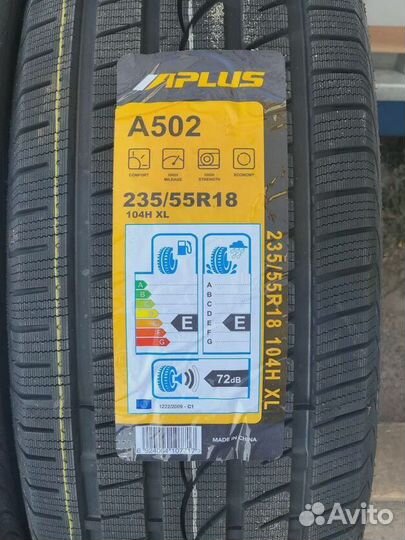 APLUS
A502
COMFORT HIGH MILEAGE HIGH STRENGTH ECONOMY
235/55R18
104H XL
A
B
C
D
E
F
G
E
A
B
C
D
E
F
G
E
72dB
1222/2009 - C1
MADE IN CHINA
235/55R18 104H XL
Avito